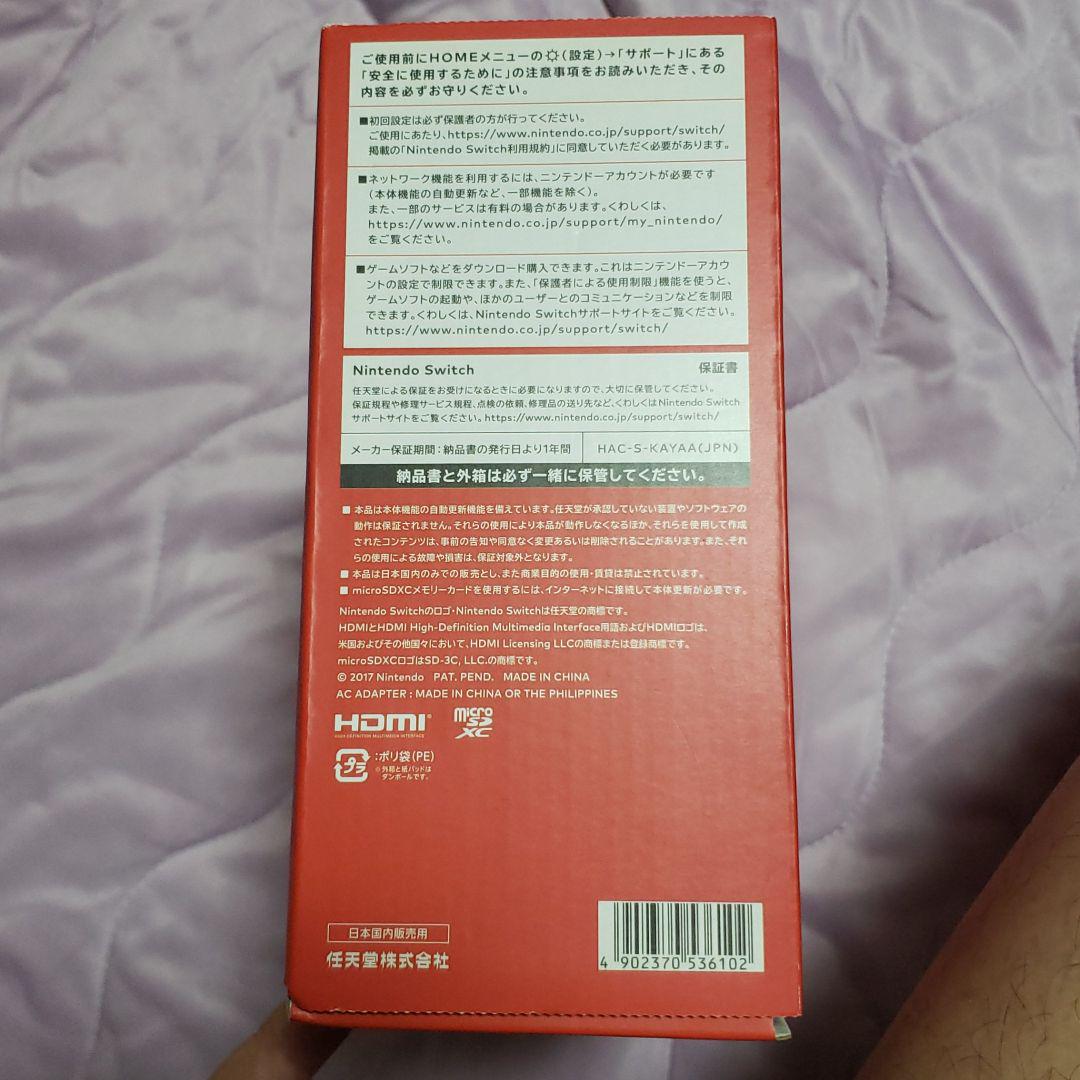 ご使用前にHOMEメニューの(設定)→「サポート」にある
「安全に使用するために」の注意事項をお読みいただき、その
内容を必ずお守りください。
■初回設定は必ず保護者の方が行ってください。
ご使用にあたり、https://www.nintendo.co.jp/support/switch/
掲載の「Nintendo Switch利用規約」に同意していただく必要があります。
■ネットワーク機能を利用するには、ニンテンドーアカウントが必要です
(本体機能の自動更新など、一部機能を除く)。
また、一部のサービスは有料の場合があります。くわしくは、
https://www.nintendo.co.jp/support/my_nintendo/
をご覧ください。
■ゲームソフトなどをダウンロード購入できます。これはニンテンドーアカウ
ントの設定で制限できます。また、「保護者による使用制限」機能を使うと、
ゲームソフトの起動や、ほかのユーザーとのコミュニケーションなどを制限
できます。くわしくは、Nintendo Switchサポートサイトをご覧ください。
https://www.nintendo.co.jp/support/switch/
Nintendo Switch 保証書
任天堂による保証をお受けになるときに必要になりますので、大切に保管してください。
保証規程や修理サービス規程、点検の依頼、修理品の送り先など、くわしくはNintendo Switch
サポートサイトをご覧ください。https://www.nintendo.co.jp/support/switch/
メーカー保証期間:納品書の発行日より1年間 HAC-S-KAYAA(JPN)
納品書と外箱は必ず一緒に保管してください。
■ 本品は本体機能の自動更新機能を備えています。任天堂が承認していない装置やソフトウェアの
動作は保証されません。それらの使用により本品が動作しなくなるほか、それらを使用して作成
されたコンテンツは、事前の告知や同意なく変更あるいは削除されることがあります。また、それ
らの使用による故障や損害は、保証対象外となります。
■ 本品は日本国内のみでの販売とし、また商業目的の使用・賃貸は禁止されています。
■ microSDXCメモリーカードを使用するには、インターネットに接続して本体更新が必要です。
Nintendo Switchのロゴ・Nintendo Switchは任天堂の商標です。
HDMIとHDMI High-Definition Multimedia Interface用語およびHDMIロゴは、
米国およびその他国々において、HDMI Licensing LLCの商標または登録商標です。
microSDXCロゴはSD-3C, LLC.の商標です。
© 2017 Nintendo PAT. PEND. MADE IN CHINA
AC ADAPTER : MADE IN CHINA OR THE PHILIPPINES
HDMI
HIGH-DEFINITION MULTIMEDIA INTERFACE
micro
SD
XC
プラ
:ポリ袋(PE)
※外箱と紙パッドは
ダンボールです。
日本国内販売用
任天堂株式会社
4 902370 536102